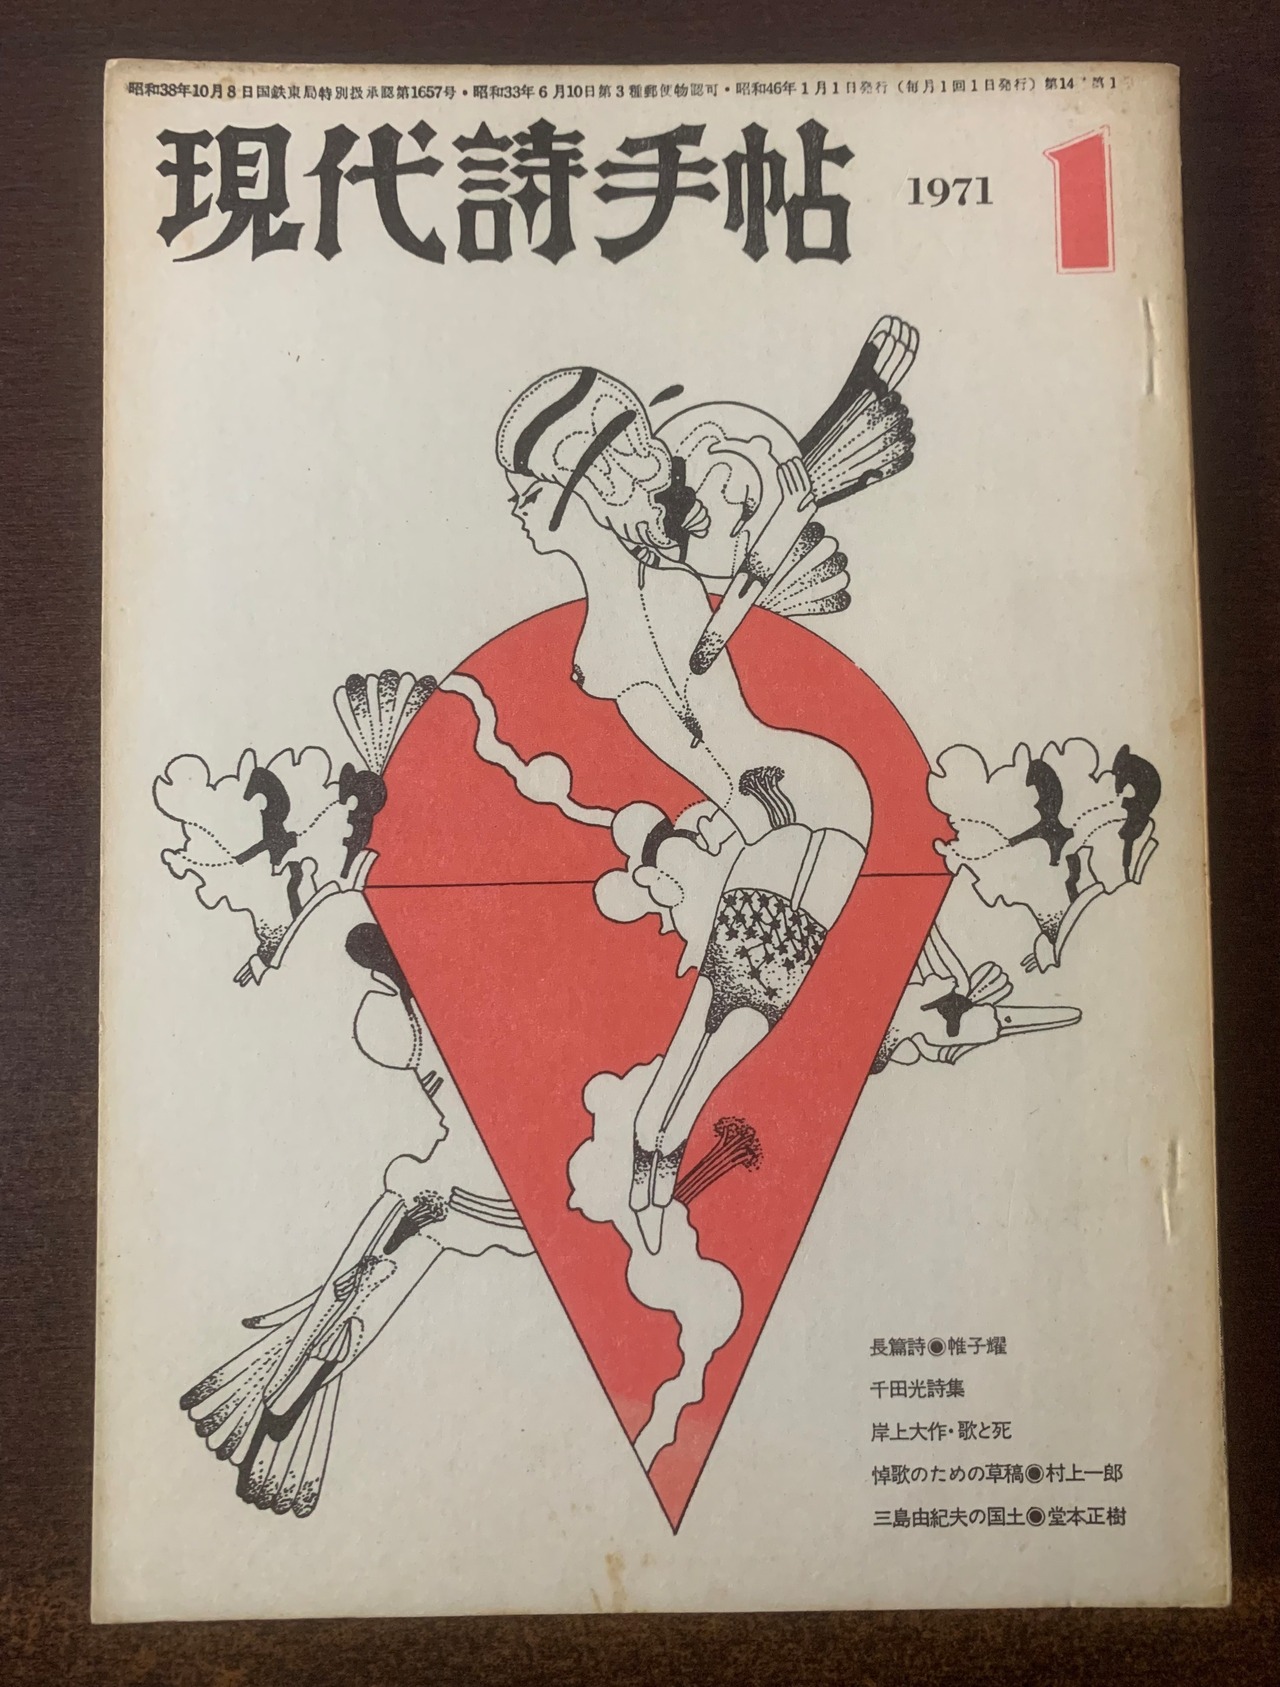 昭和38年10月8日国鉄東局特別扱承認第1657号・昭和33年6月10日第3種郵便物認可・昭和46年1月1日発行(毎月1回1日発行)第14 第1
現代詩手帖
1971
1
長篇詩◉帷子耀
千田光詩集
岸上大作・歌と死
悼歌のための草稿◉村上一郎
三島由紀夫の国土◉堂本正樹